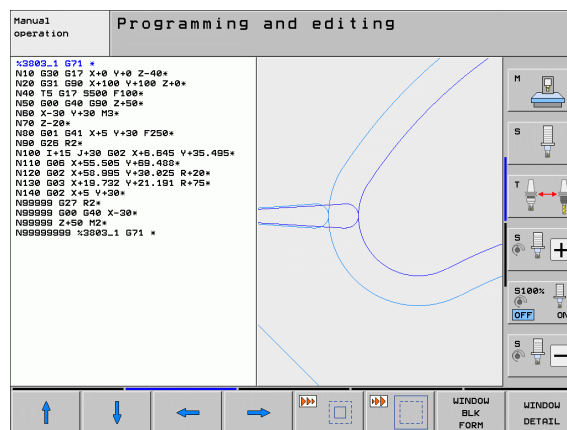 Manual
operation
Programming and editing
%3803_1 G71 *
N10 G30 G17 X+0 Y+0 Z-40*
N20 G31 G90 X+100 Y+100 Z+0*
N40 T5 G17 S500 F100*
N50 G00 G40 G90 Z+50*
N60 X-30 Y+30 M3*
N70 Z-20*
N80 G01 G41 X+5 Y+30 F250*
N90 G26 R2*
N100 I+15 J+30 G02 X+6.645 Y+35.495*
N110 G06 X+55.505 Y+69.488*
N120 G02 X+58.995 Y+30.025 R+20*
N130 G03 X+19.732 Y+21.191 R+75*
N140 G02 X+5 Y+30*
N99999 G27 R2*
N99999 G00 G40 X-30*
N99999 Z+50 M2*
N99999999 %3803_1 G71 *
M
S
T
S
+
S100%
OFF ON
S
−
WINDOW
BLK
FORM
WINDOW
DETAIL